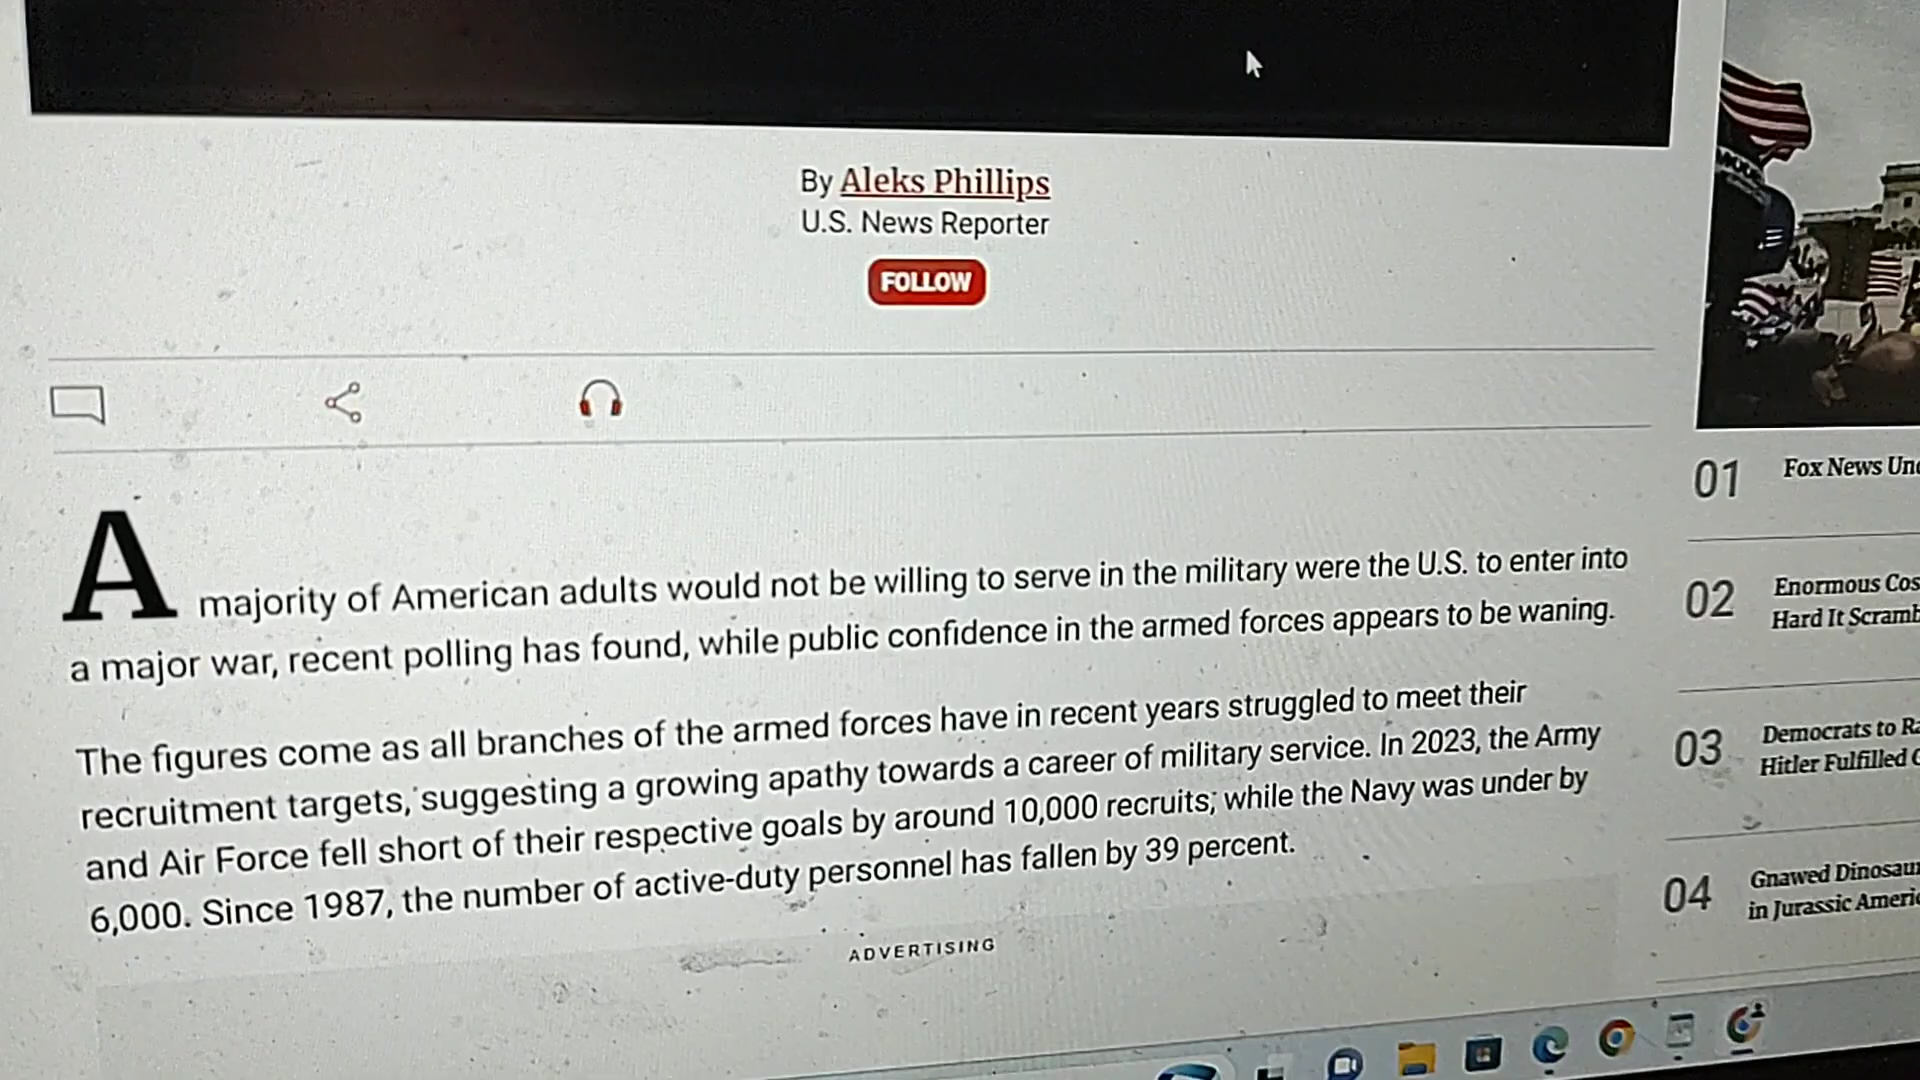 By Aleks Phillips
U.S. News Reporter
FOLLOW
A majority of American adults would not be willing to serve in the military were the U.S. to enter into
a major war, recent polling has found, while public confidence in the armed forces appears to be waning.
The figures come as all branches of the armed forces have in recent years struggled to meet their
recruitment targets, suggesting a growing apathy towards a career of military service. In 2023, the Army
and Air Force fell short of their respective goals by around 10,000 recruits, while the Navy was under by
6,000. Since 1987, the number of active-duty personnel has fallen by 39 percent.
ADVERTISING
01 Fox News
02 Enormous
Hard It
03 Democrats to
Hitler Fulfilled
04 Gnawed
in Jurassic